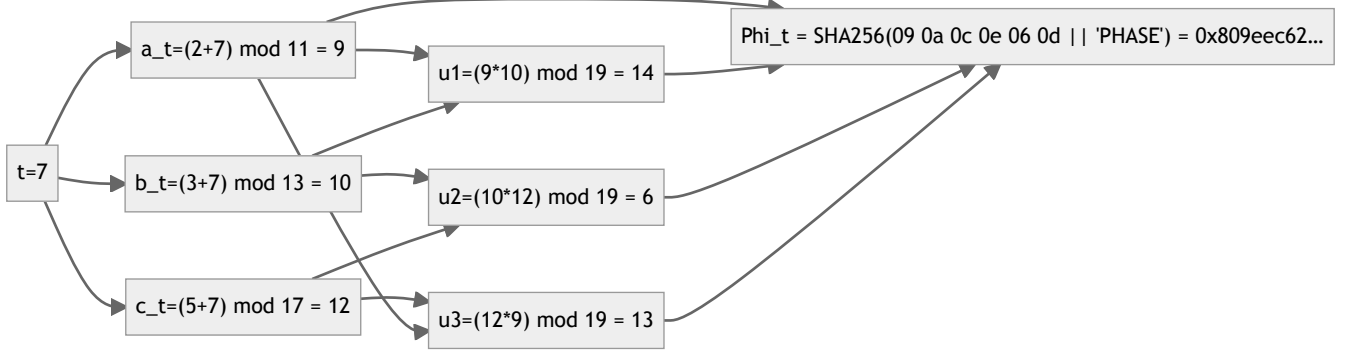 t=7
a_t=(2+7) mod 11 = 9
b_t=(3+7) mod 13 = 10
c_t=(5+7) mod 17 = 12
u1=(9*10) mod 19 = 14
u2=(10*12) mod 19 = 6
u3=(12*9) mod 19 = 13
Phi_t = SHA256(09 0a 0c 0e 06 0d || 'PHASE') = 0x809eec62...